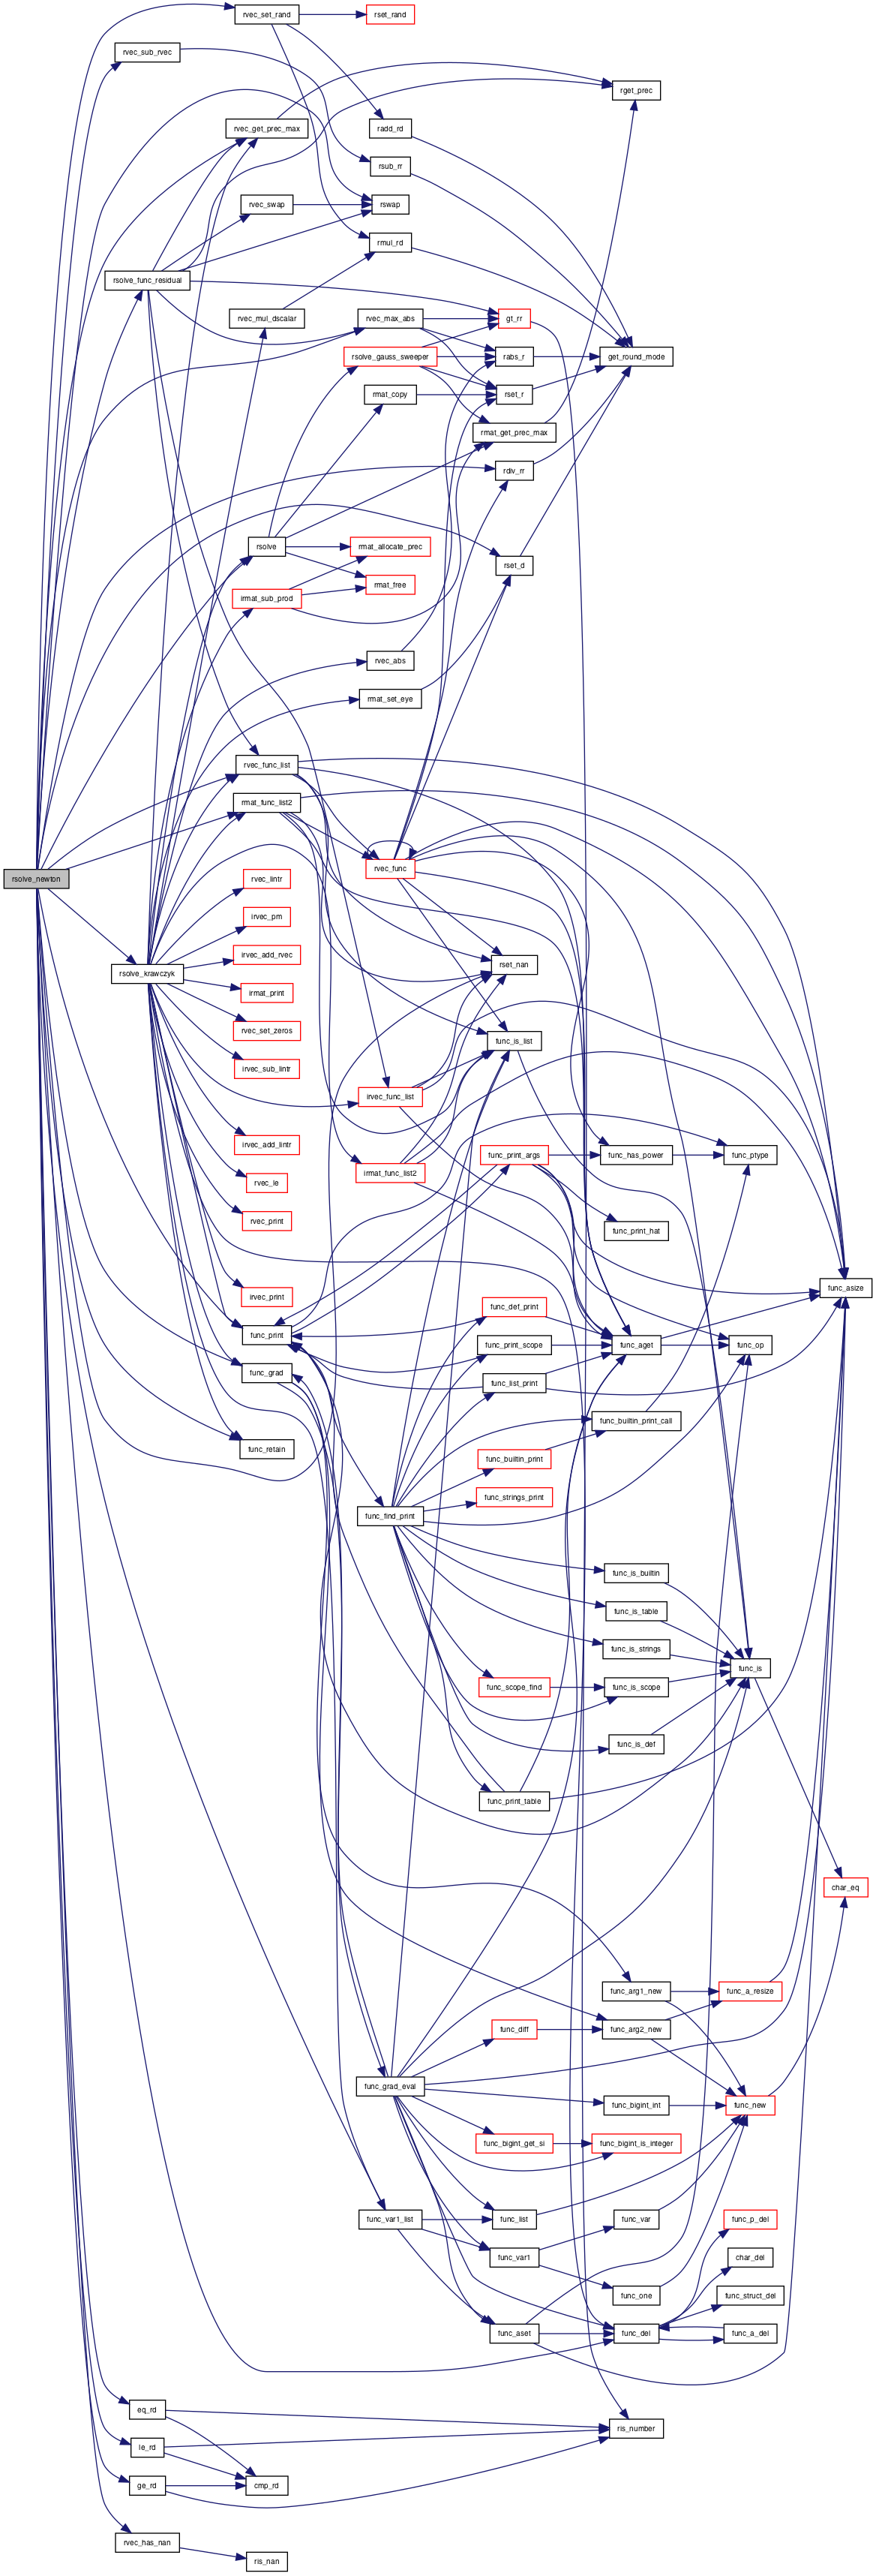 rvec_set_rand
rset_rand
rvec_sub_rvec
rget_prec
rvec_get_prec_max
radd_rd
rsub_rr
rvec_swap
rswap
rmul_rd
rsolve_func_residual
rvec_mul_dscalar
rvec_max_abs
gt_rr
rsolve_gauss_sweeper
rabs_r
get_round_mode
rmat_copy
rset_r
rmat_get_prec_max
rdiv_rr
rsolve
rmat_allocate_prec
rset_d
rmat_free
irmat_sub_prod
rvec_abs
rmat_set_eye
rvec_func_list
rmat_func_list2
rvec_func
rsolve_newton
rvec_lintr
irvec_pm
irvec_add_rvec
rset_nan
rsolve_krawczyk
irmat_print
rvec_set_zeros
func_is_list
irvec_sub_lintr
irvec_func_list
irvec_add_lintr
func_print_args
func_has_power
func_ptype
irmat_func_list2
rvec_le
rvec_print
func_print_hat
func_asize
irvec_print
func_def_print
func_print
func_print_scope
func_aget
func_op
func_grad
func_list_print
func_builtin_print_call
func_retain
func_builtin_print
func_strings_print
func_find_print
func_is_builtin
func_is_table
func_is_strings
func_is
func_scope_find
func_is_scope
func_is_def
func_print_table
char_eq
func_arg1_new
func_a_resize
func_diff
func_arg2_new
func_grad_eval
func_bigint_int
func_new
func_bigint_get_si
func_bigint_is_integer
func_var1_list
func_list
func_var
func_p_del
func_var1
char_del
func_one
func_struct_del
func_aset
func_del
func_a_del
eq_rd
ris_number
le_rd
ge_rd
cmp_rd
rvec_has_nan
ris_nan